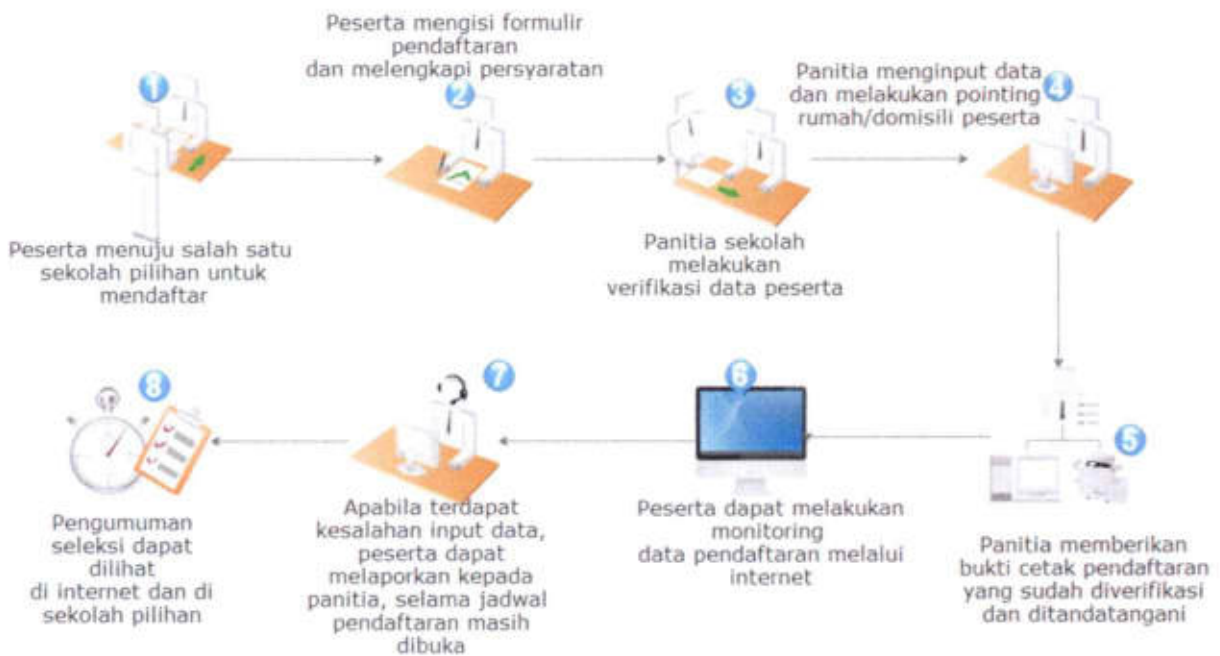 1
Peserta menuju salah satu
sekolah pilihan untuk
mendaftar
Peserta mengisi formulir
pendaftaran
dan melengkapi persyaratan
2
3
Panitia sekolah
melakukan
verifikasi data peserta
Panitia menginput data
dan melakukan pointing
rumah/domisili peserta
4
5
Panitia memberikan
bukti cetak pendaftaran
yang sudah diverifikasi
dan ditandatangani
6
Peserta dapat melakukan
monitoring
data pendaftaran melalui
internet
7
Apabila terdapat
kesalahan input data,
peserta dapat
melaporkan kepada
panitia, selama jadwal
pendaftaran masih
dibuka
8
Pengumuman
seleksi dapat
dilihat
di internet dan di
sekolah pilihan